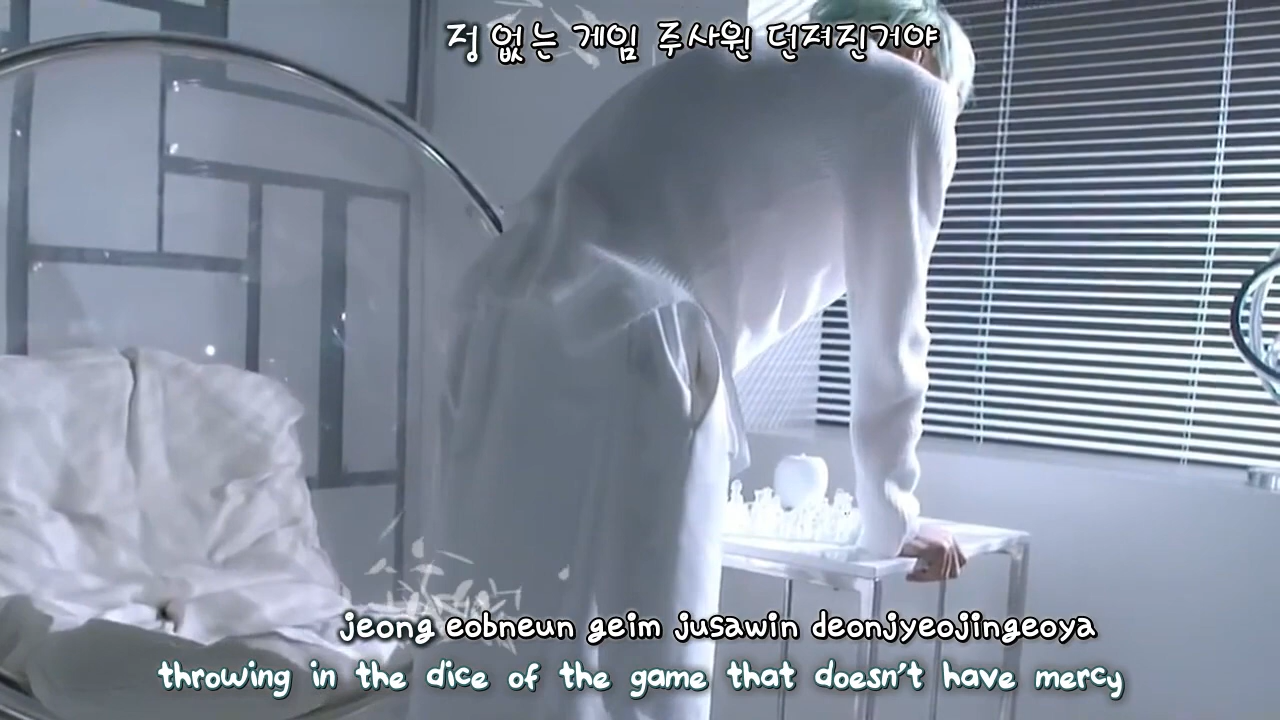 정 없는 게임 주사윈 던져진거야
jeong eobneun geim jusawin deonjyeojingeoya
throwing in the dice of the game that doesn't have mercy